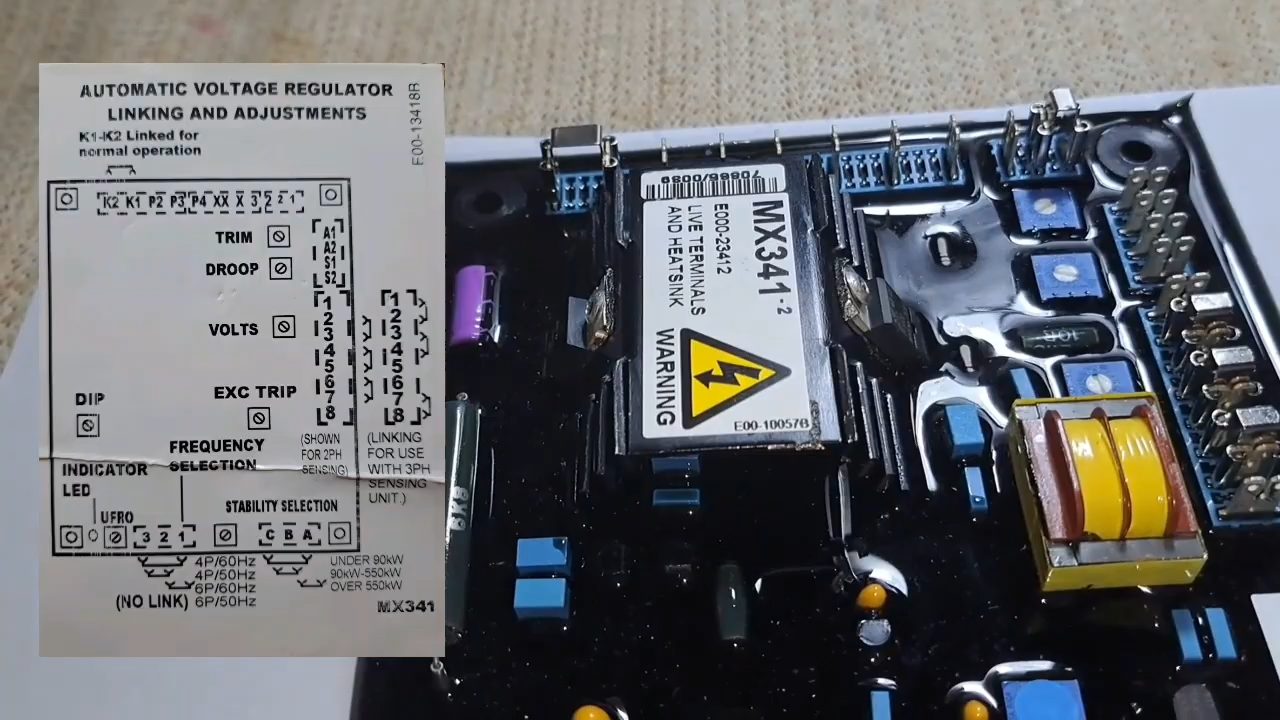 AUTOMATIC VOLTAGE REGULATOR
LINKING AND ADJUSTMENTS
E00-13418R
K1-K2 Linked for
normal operation
K2 K1 P2 P3 P4 XX X 3 2 2 1
TRIM
DROOP
VOLTS
EXC TRIP
DIP
A1
A2
S1
S2
1
2
3
4
5
6
7
8
1
2
3
4
5
6
7
8
(SHOWN
FOR 2PH
SENSING)
(LINKING
FOR USE
WITH 3PH
SENSING
UNIT.)
FREQUENCY
SELECTION
INDICATOR
LED
UFRO
STABILITY SELECTION
3 2 1
C B A
4P/60Hz
4P/50Hz
6P/60Hz
(NO LINK) 6P/50Hz
UNDER 90kW
90kW-550kW
OVER 550kW
MX341
MX341-2
E000-23412
LIVE TERMINALS
AND HEATSINK
WARNING
E00-10057B
6K8